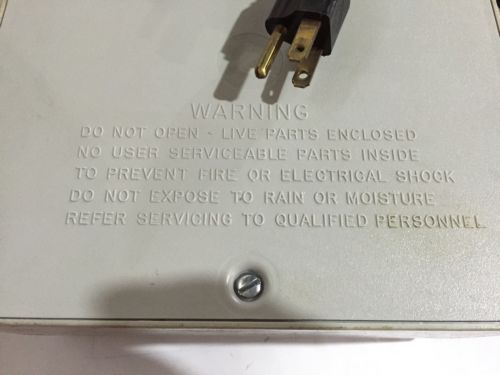 WARNING
DO NOT OPEN - LIVE PARTS ENCLOSED
NO USER SERVICEABLE PARTS INSIDE
TO PREVENT FIRE OR ELECTRICAL SHOCK
DO NOT EXPOSE TO RAIN OR MOISTURE
REFER SERVICING TO QUALIFIED PERSONNEL